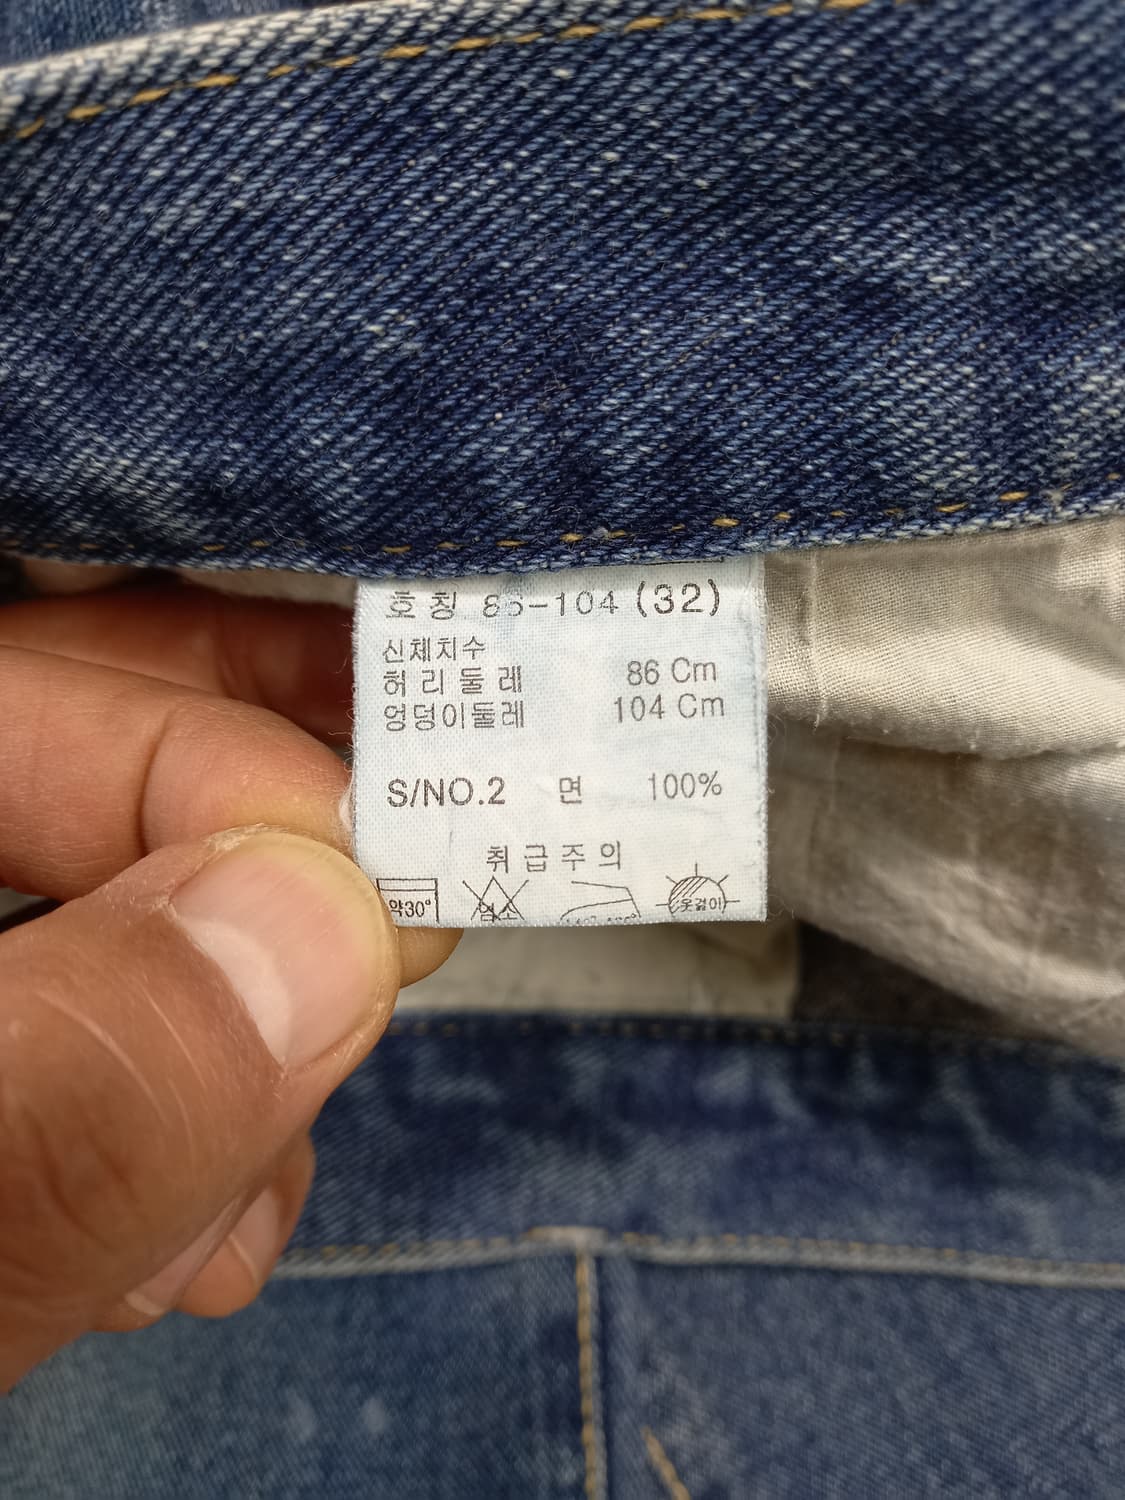 호칭 86-104 (32)
신체치수
허리둘레 86 Cm
엉덩이둘레 104 Cm
S/NO.2 면 100%
취급주의
약30°
염소
옷걸이